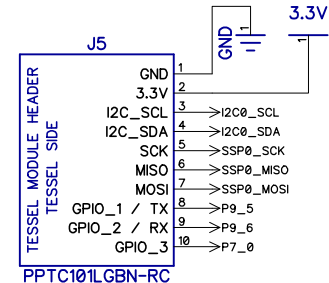 3.3V
1
GND 1
J5
TESSEL MODULE HEADER
TESSEL SIDE
GND 1
3.3V 2
I2C_SCL 3 I2C0_SCL
I2C_SDA 4 I2C0_SDA
SCK 5 SSP0_SCK
MISO 6 SSP0_MISO
MOSI 7 SSP0_MOSI
GPIO_1 / TX 8 P9_5
GPIO_2 / RX 9 P9_6
GPIO_3 10 P7_0
PPTC101LGBN-RC